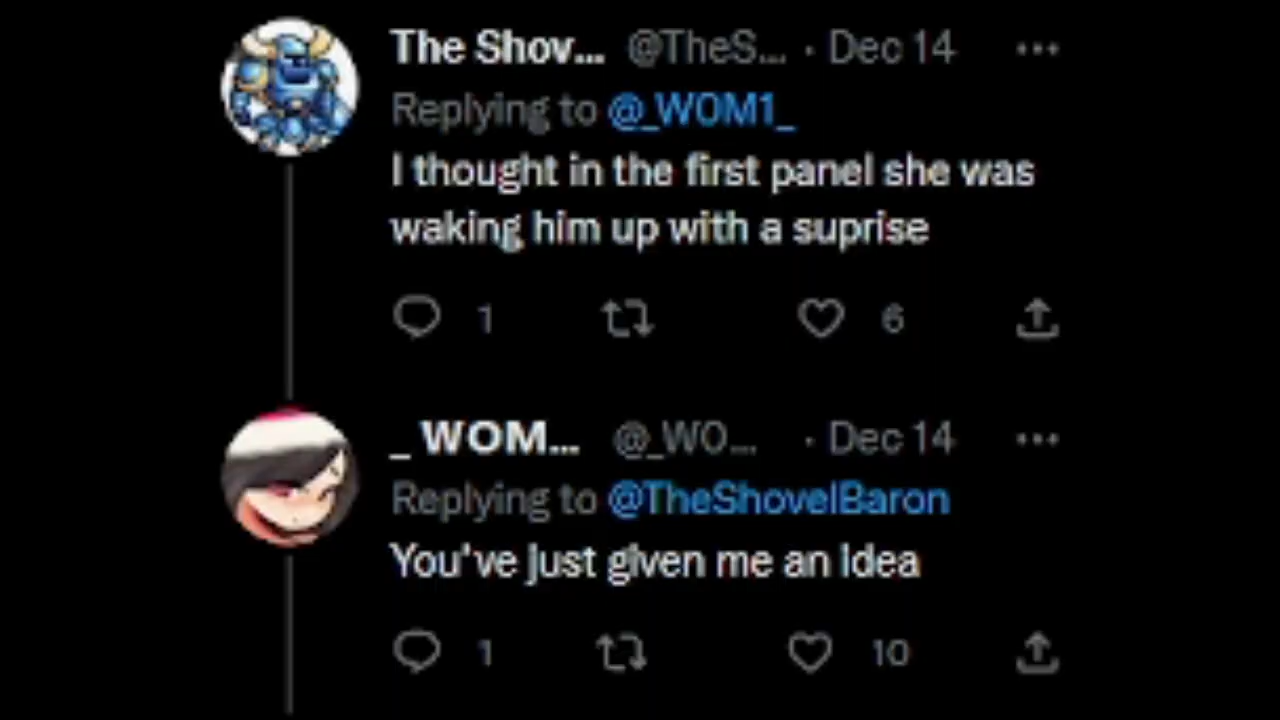 The Shov... @TheS... · Dec 14
Replying to @_WOM1_
I thought in the first panel she was
waking him up with a suprise
1 6
_ WOM... @_WO... · Dec 14
Replying to @TheShovelBaron
You've just given me an idea
1 10